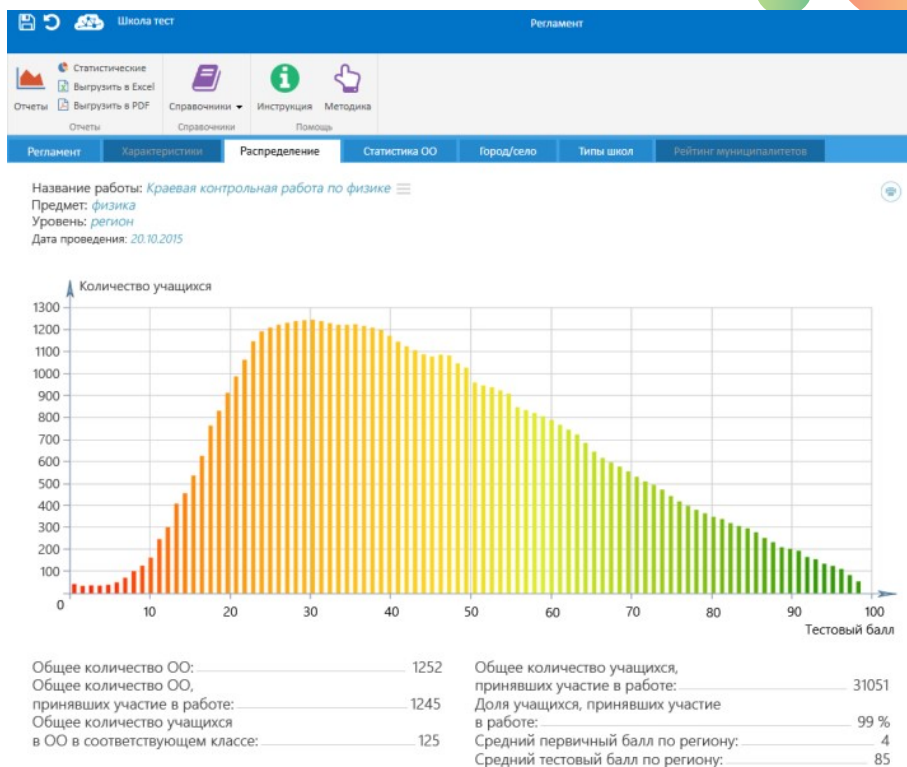 Школа тест
Регламент
Отчеты
Статистические
Выгрузить в Excel
Выгрузить в PDF
Справочники
Инструкция
Методика
Отчеты
Справочники
Помощь
Регламент
Характеристики
Распределение
Статистика ОО
Город/село
Типы школ
Рейтинг муниципалитетов
Название работы: Краевая контрольная работа по физике
Предмет: физика
Уровень: регион
Дата проведения: 20.10.2015
Количество учащихся
1300
1200
1100
1000
900
800
700
600
500
400
300
200
100
0 10 20 30 40 50 60 70 80 90 100
Тестовый балл
Общее количество ОО: 1252
Общее количество ОО,
принявших участие в работе: 1245
Общее количество учащихся
в ОО в соответствующем классе: 125
Общее количество учащихся,
принявших участие в работе: 31051
Доля учащихся, принявших участие
в работе: 99 %
Средний первичный балл по региону: 4
Средний тестовый балл по региону: 85